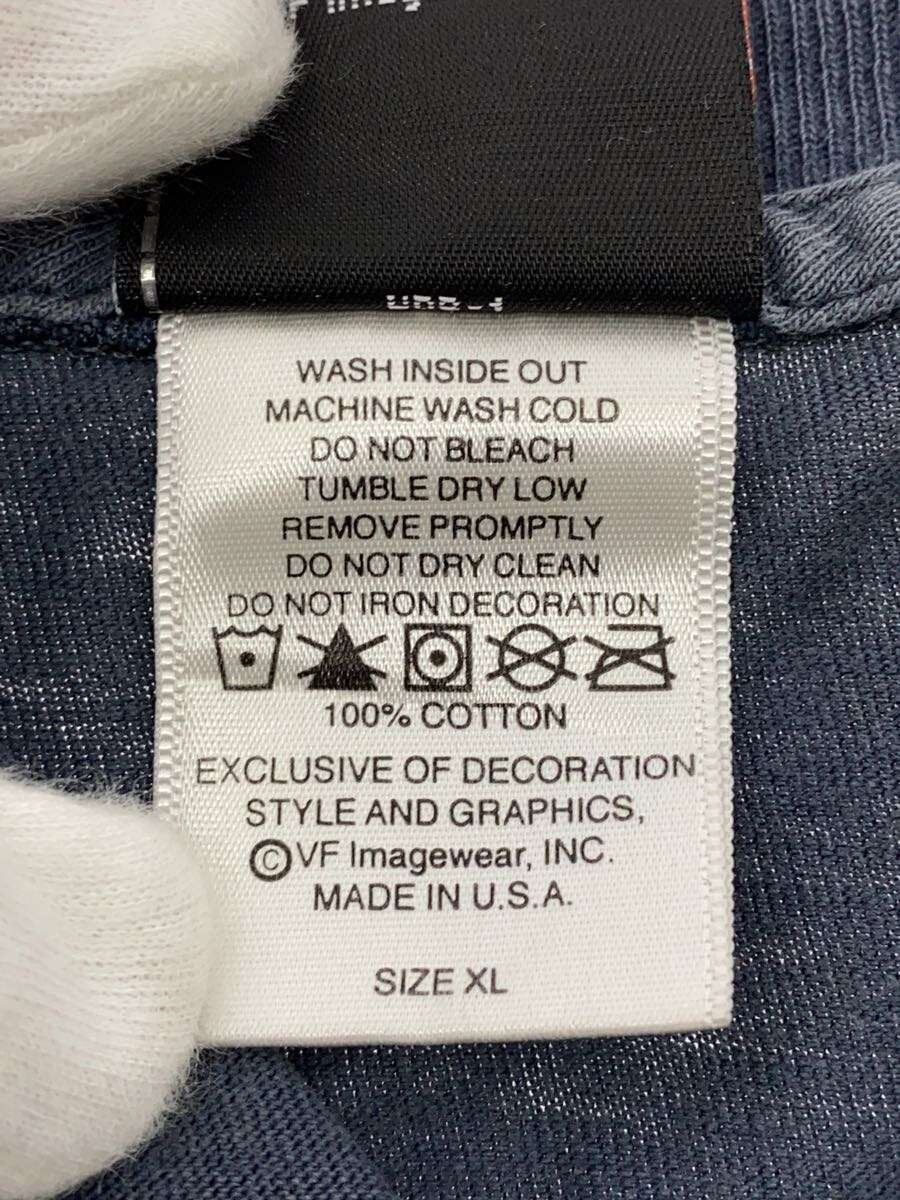 WASH INSIDE OUT
MACHINE WASH COLD
DO NOT BLEACH
TUMBLE DRY LOW
REMOVE PROMPTLY
DO NOT DRY CLEAN
DO NOT IRON DECORATION
100% COTTON
EXCLUSIVE OF DECORATION
STYLE AND GRAPHICS,
©VF Imagewear, INC.
MADE IN U.S.A.
SIZE XL